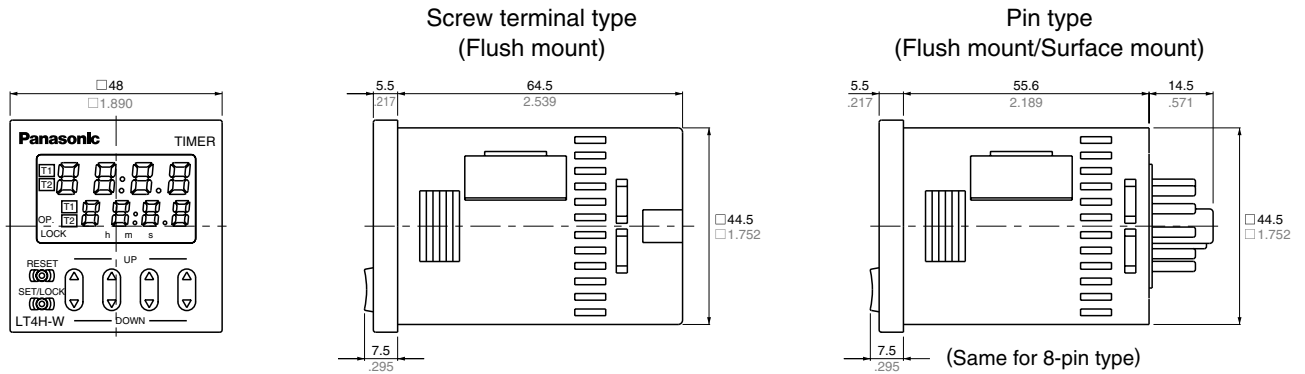 Screw terminal type
(Flush mount)
Pin type
(Flush mount/Surface mount)
□48
□1.890
5.5
.217
64.5
2.539
5.5
.217
55.6
2.189
14.5
.571
Panasonic TIMER
T1
T2
T1
T2
OP.
LOCK h m s
RESET UP
SET/LOCK
LT4H-W DOWN
□44.5
□1.752
□44.5
□1.752
7.5
.295
7.5
.295
(Same for 8-pin type)